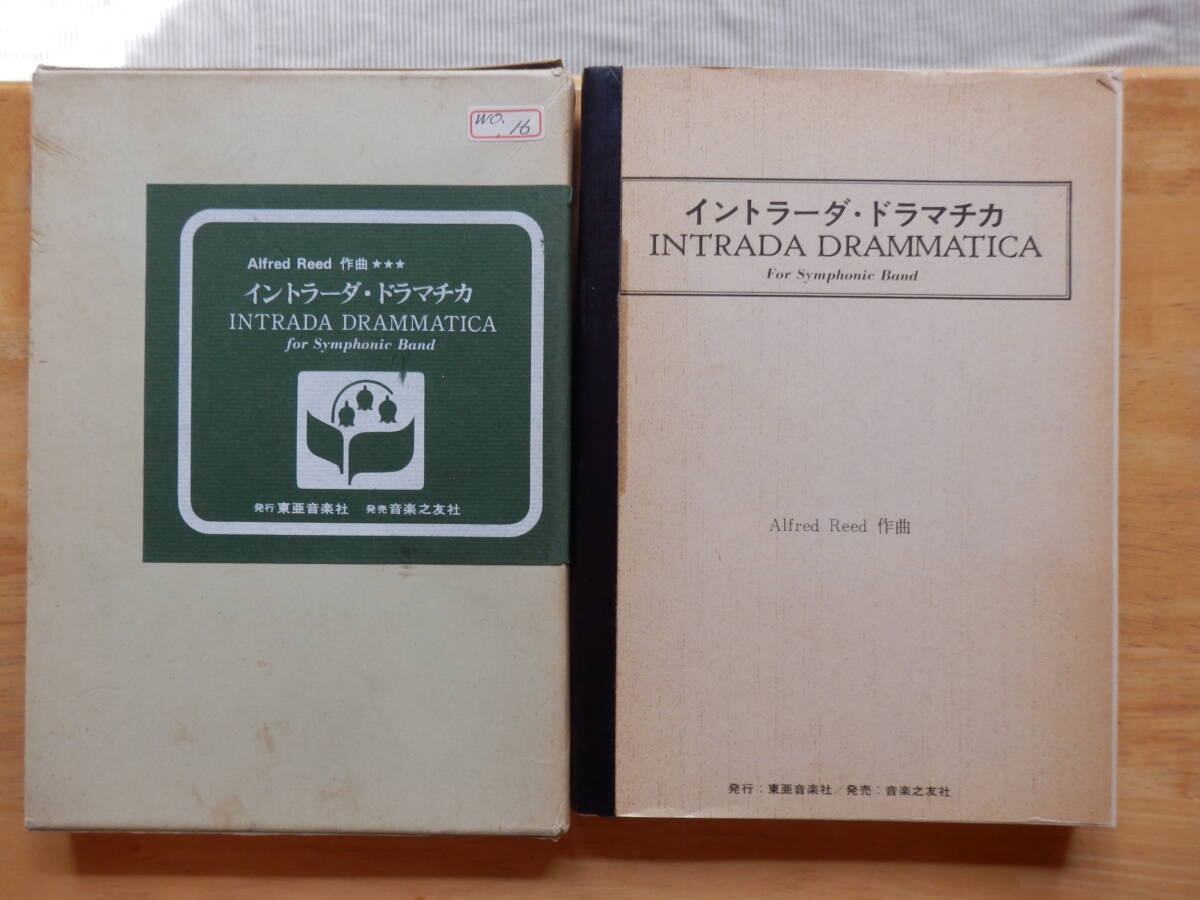 WO.
.16
Alfred Reed 作曲 ★★★
イントラーダ・ドラマチカ
INTRADA DRAMMATICA
for Symphonic Band
発行 東亜音楽社 発売 音楽之友社
イントラーダ・ドラマチカ
INTRADA DRAMMATICA
For Symphonic Band
Alfred Reed 作曲
発行:東亜音楽社/発売:音楽之友社